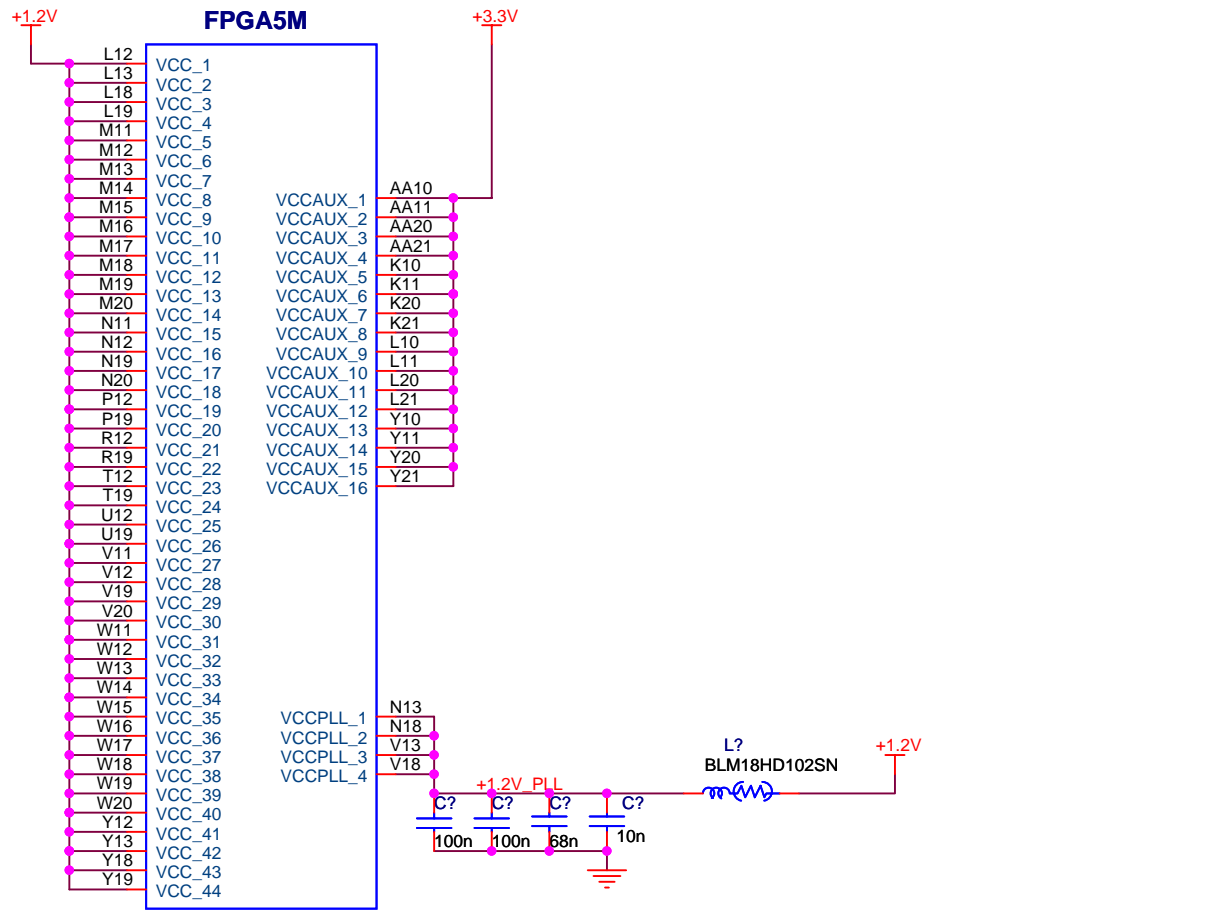 +1.2V
FPGA5M
+3.3V
L12 VCC_1
L13 VCC_2
L18 VCC_3
L19 VCC_4
M11 VCC_5
M12 VCC_6
M13 VCC_7
M14 VCC_8
M15 VCC_9
M16 VCC_10
M17 VCC_11
M18 VCC_12
M19 VCC_13
M20 VCC_14
N11 VCC_15
N12 VCC_16
N19 VCC_17
N20 VCC_18
P12 VCC_19
P19 VCC_20
R12 VCC_21
R19 VCC_22
T12 VCC_23
T19 VCC_24
U12 VCC_25
U19 VCC_26
V11 VCC_27
V12 VCC_28
V19 VCC_29
V20 VCC_30
W11 VCC_31
W12 VCC_32
W13 VCC_33
W14 VCC_34
W15 VCC_35
W16 VCC_36
W17 VCC_37
W18 VCC_38
W19 VCC_39
W20 VCC_40
Y12 VCC_41
Y13 VCC_42
Y18 VCC_43
Y19 VCC_44
VCCAUX_1 AA10
VCCAUX_2 AA11
VCCAUX_3 AA20
VCCAUX_4 AA21
VCCAUX_5 K10
VCCAUX_6 K11
VCCAUX_7 K20
VCCAUX_8 K21
VCCAUX_9 L10
VCCAUX_10 L11
VCCAUX_11 L20
VCCAUX_12 L21
VCCAUX_13 Y10
VCCAUX_14 Y11
VCCAUX_15 Y20
VCCAUX_16 Y21
VCCPLL_1 N13
VCCPLL_2 N18
VCCPLL_3 V13
VCCPLL_4 V18
+1.2V_PLL
C? C? C? C?
100n 100n 68n 10n
L?
BLM18HD102SN
+1.2V